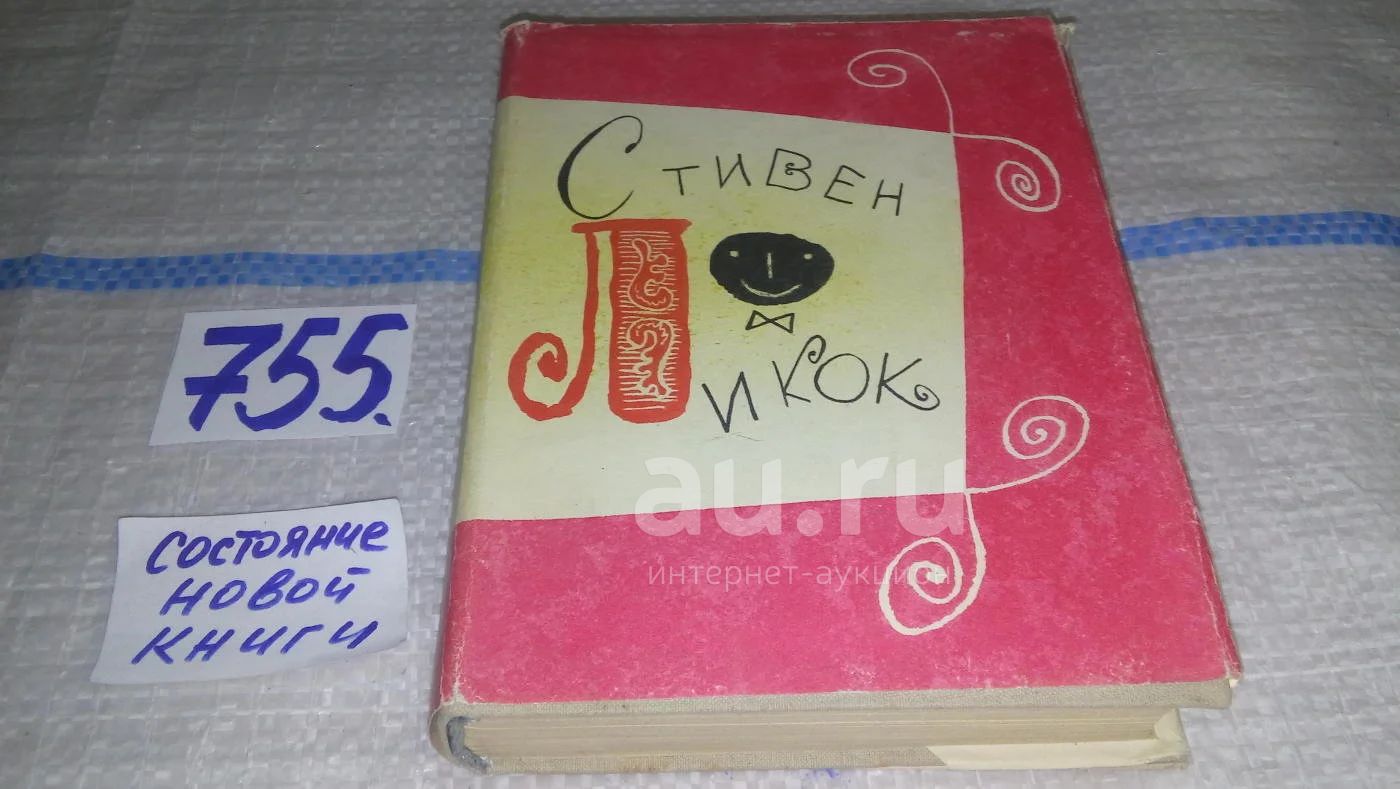 СТИВЕН
ЛИКОК
755.
состояние
новой
книги
au.ru
интернет-аукцион